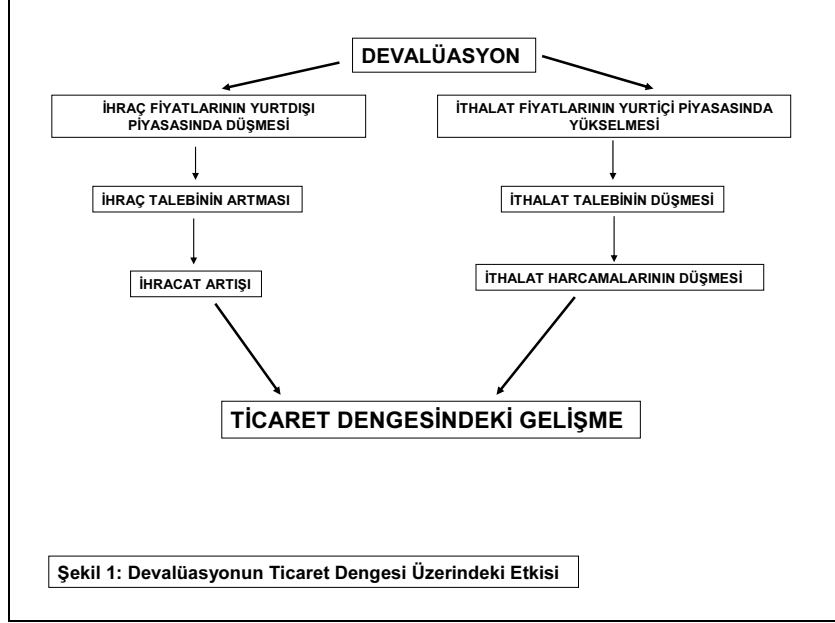 DEVALÜASYON
İHRAÇ FİYATLARININ YURTDIŞI
PİYASASINDA DÜŞMESİ
İTHALAT FİYATLARININ YURTİÇİ PİYASASINDA
YÜKSELMESİ
İHRAÇ TALEBİNİN ARTMASI
İTHALAT TALEBİNİN DÜŞMESİ
İHRACAT ARTIŞI
İTHALAT HARCAMALARININ DÜŞMESİ
TİCARET DENGESİNDEKİ GELİŞME
Şekil 1: Devalüasyonun Ticaret Dengesi Üzerindeki Etkisi